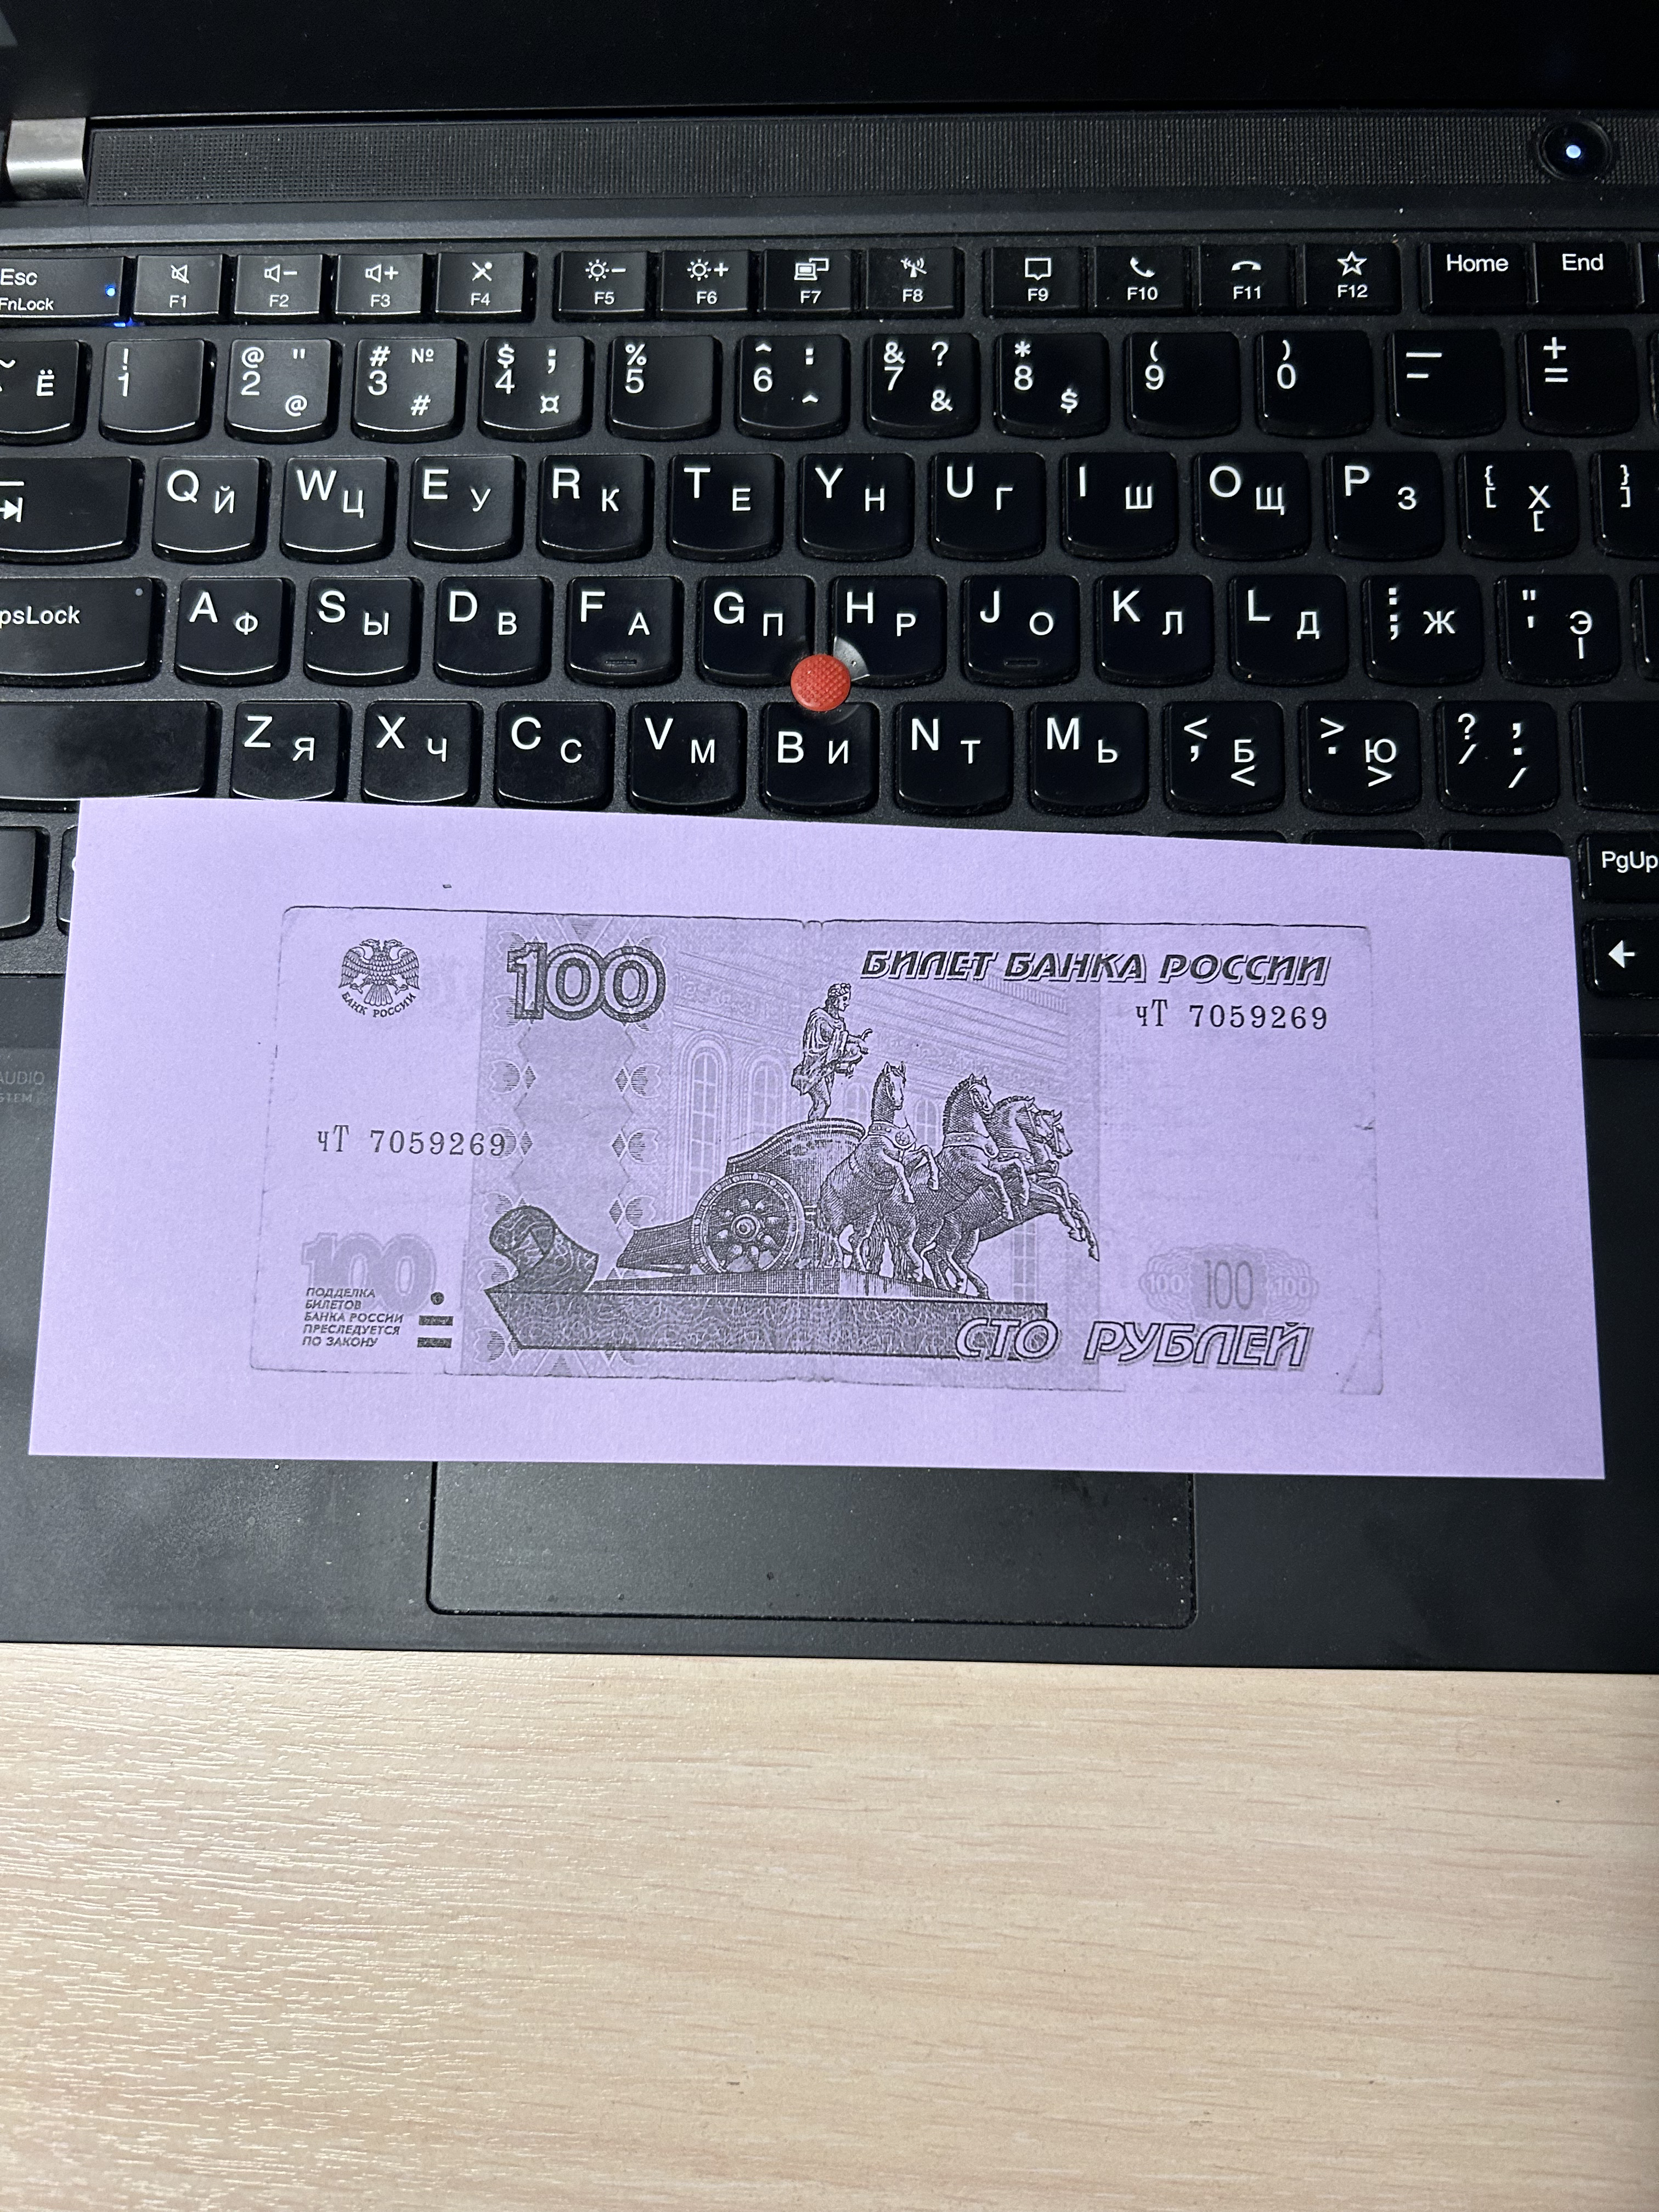 Esc
FnLock
F1
F2
F3
F4
F5
F6
F7
F8
F9
F10
F11
F12
Home
End
~ Ё
! 1
@ " 2 @
# № 3 #
$ ; 4 ¤
% 5
^ : 6 ^
& ? 7 &
* 8 $
( 9
) 0
_ -
+ =
Q Й
W Ц
E У
R К
T Е
Y Н
U Г
I Ш
O Щ
P З
{ [ Х [
} ]
psLock
A Ф
S Ы
D В
F А
G П
H Р
J О
K Л
L Д
: ; Ж
" ' Э
Z Я
X Ч
C С
V М
B И
N Т
M Ь
< , Б <
> . Ю >
? / , . /
PgUp
AUDIO
STEM
БАНК РОССИИ
100
БИЛЕТ БАНКА РОССИИ
чТ 7059269
чТ 7059269
100
ПОДДЕЛКА
БИЛЕТОВ
БАНКА РОССИИ
ПРЕСЛЕДУЕТСЯ
ПО ЗАКОНУ
100 100 100
СТО РУБЛЕЙ